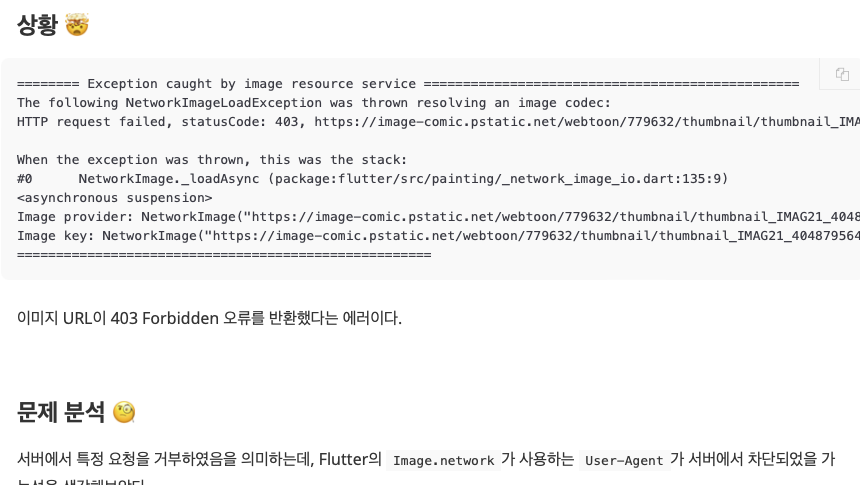 상황 🤯
======== Exception caught by image resource service ================================================
The following NetworkImageLoadException was thrown resolving an image codec:
HTTP request failed, statusCode: 403, https://image-comic.pstatic.net/webtoon/779632/thumbnail/thumbnail_IMA
When the exception was thrown, this was the stack:
#0      NetworkImage._loadAsync (package:flutter/src/painting/_network_image_io.dart:135:9)
<asynchronous suspension>
Image provider: NetworkImage("https://image-comic.pstatic.net/webtoon/779632/thumbnail/thumbnail_IMAG21_4048
Image key: NetworkImage("https://image-comic.pstatic.net/webtoon/779632/thumbnail/thumbnail_IMAG21_404879564
=====================================================
이미지 URL이 403 Forbidden 오류를 반환했다는 에러이다.
문제 분석 🧐
서버에서 특정 요청을 거부하였음을 의미하는데, Flutter의 Image.network 가 사용하는 User-Agent 가 서버에서 차단되었을 가
능성을 생각해보았다